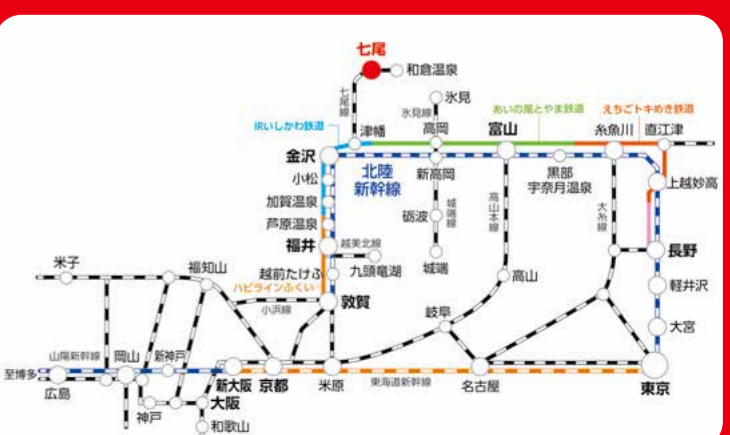 七尾
和倉温泉
七尾線
氷見
氷見線
IRいしかわ鉄道
津幡
高岡
あいの風とやま鉄道
富山
えちごトキめき鉄道
糸魚川
直江津
金沢
北陸
新幹線
新高岡
黒部
宇奈月温泉
上越妙高
小松
加賀温泉
芦原温泉
福井
越美北線
九頭竜湖
砺波
城端線
城端
高山本線
大糸線
長野
越前たけふ
ハピラインふくい
敦賀
小浜線
高山
軽井沢
米子
福知山
岐阜
大宮
山陽新幹線
岡山
新神戸
至博多
広島
神戸
新大阪
大阪
和歌山
京都
米原
東海道新幹線
名古屋
東京